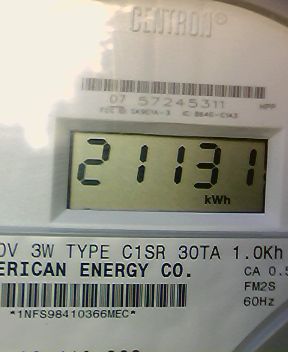 CENTRON®
07 57245311
HPP
21131
kWh
0V 3W TYPE C1SR 30TA 1.0Kh
ERICAN ENERGY CO.
CA 0.5
FM2S
60Hz
*1NFS98410366MEC*